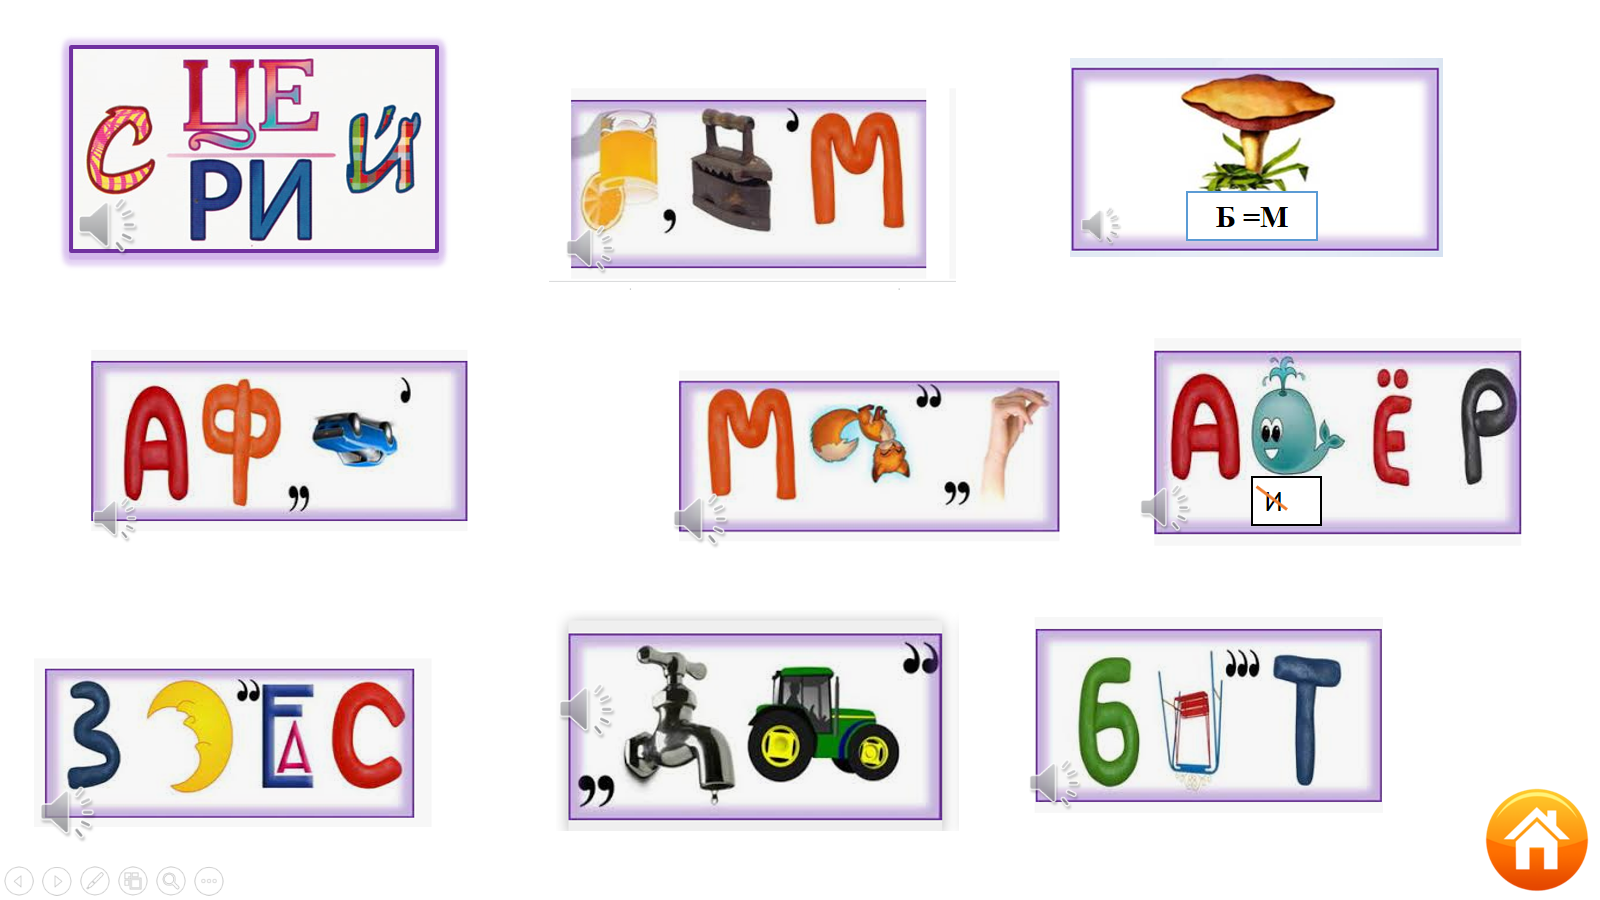 С ЦЕ Й
РИ
, ’ М
Б =М
А Ф ,, ’
М ’’ ,, 
А Ё Р
и
З ’’ Е А С
,, ’’
б ’’’ Т